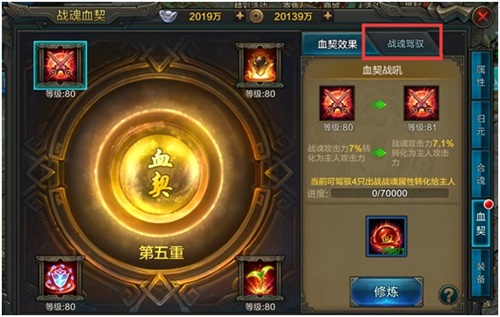 战魂血契
2019万
20139万
血契效果
战魂驾驭
等级:80
等级:80
血契战吼
等级:80
等级:81
战魂攻击力7%转化为主人攻击力
战魂攻击力7.1%转化为主人攻击力
当前可驾驭4只出战战魂属性转化给主人
进度:
0/70000
血契
第五重
等级:80
等级:80
修炼
属性
归元
合魂
血契
装备